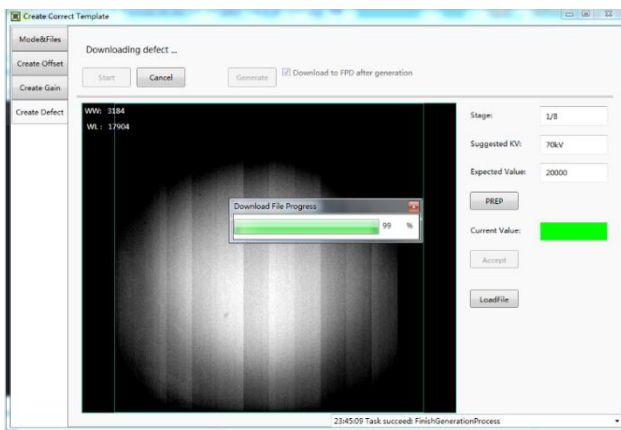 Create Correct Template
Mode&Files
Create Offset
Create Gain
Create Defect
Downloading defect ...
Start
Cancel
Generate
Download to FPD after generation
WW: 3184
WL: 17904
Download File Progress
99 %
Stage: 1/8
Suggested KV: 70kV
Expected Value: 20000
PREP
Current Value:
Accept
LoadFile
23:45:09 Task succeed: FinishGenerationProcess